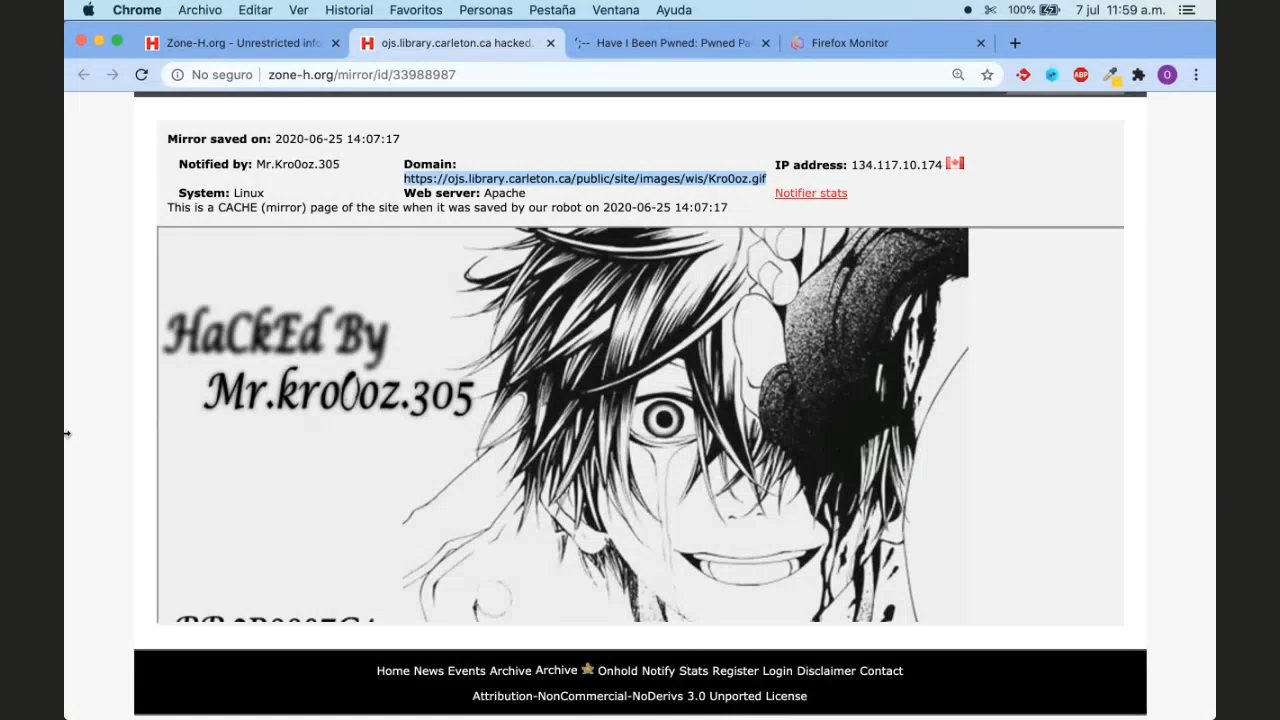 Chrome Archivo Editar Ver Historial Favoritos Personas Pestaña Ventana Ayuda 100% 7 jul 11:59 a.m.
Zone-H.org - Unrestricted info
ojs.library.carleton.ca hacked.
Have I Been Pwned: Pwned Pa
Firefox Monitor
No seguro zone-h.org/mirror/id/33988987 ABP O
Mirror saved on: 2020-06-25 14:07:17
Notified by: Mr.Kro0oz.305
Domain:
https://ojs.library.carleton.ca/public/site/images/wis/Kro0oz.gif
IP address: 134.117.10.174
System: Linux
Web server: Apache
Notifier stats
This is a CACHE (mirror) page of the site when it was saved by our robot on 2020-06-25 14:07:17
HaCkEd By
Mr.kro0oz.305
Home News Events Archive Archive Onhold Notify Stats Register Login Disclaimer Contact
Attribution-NonCommercial-NoDerivs 3.0 Unported License